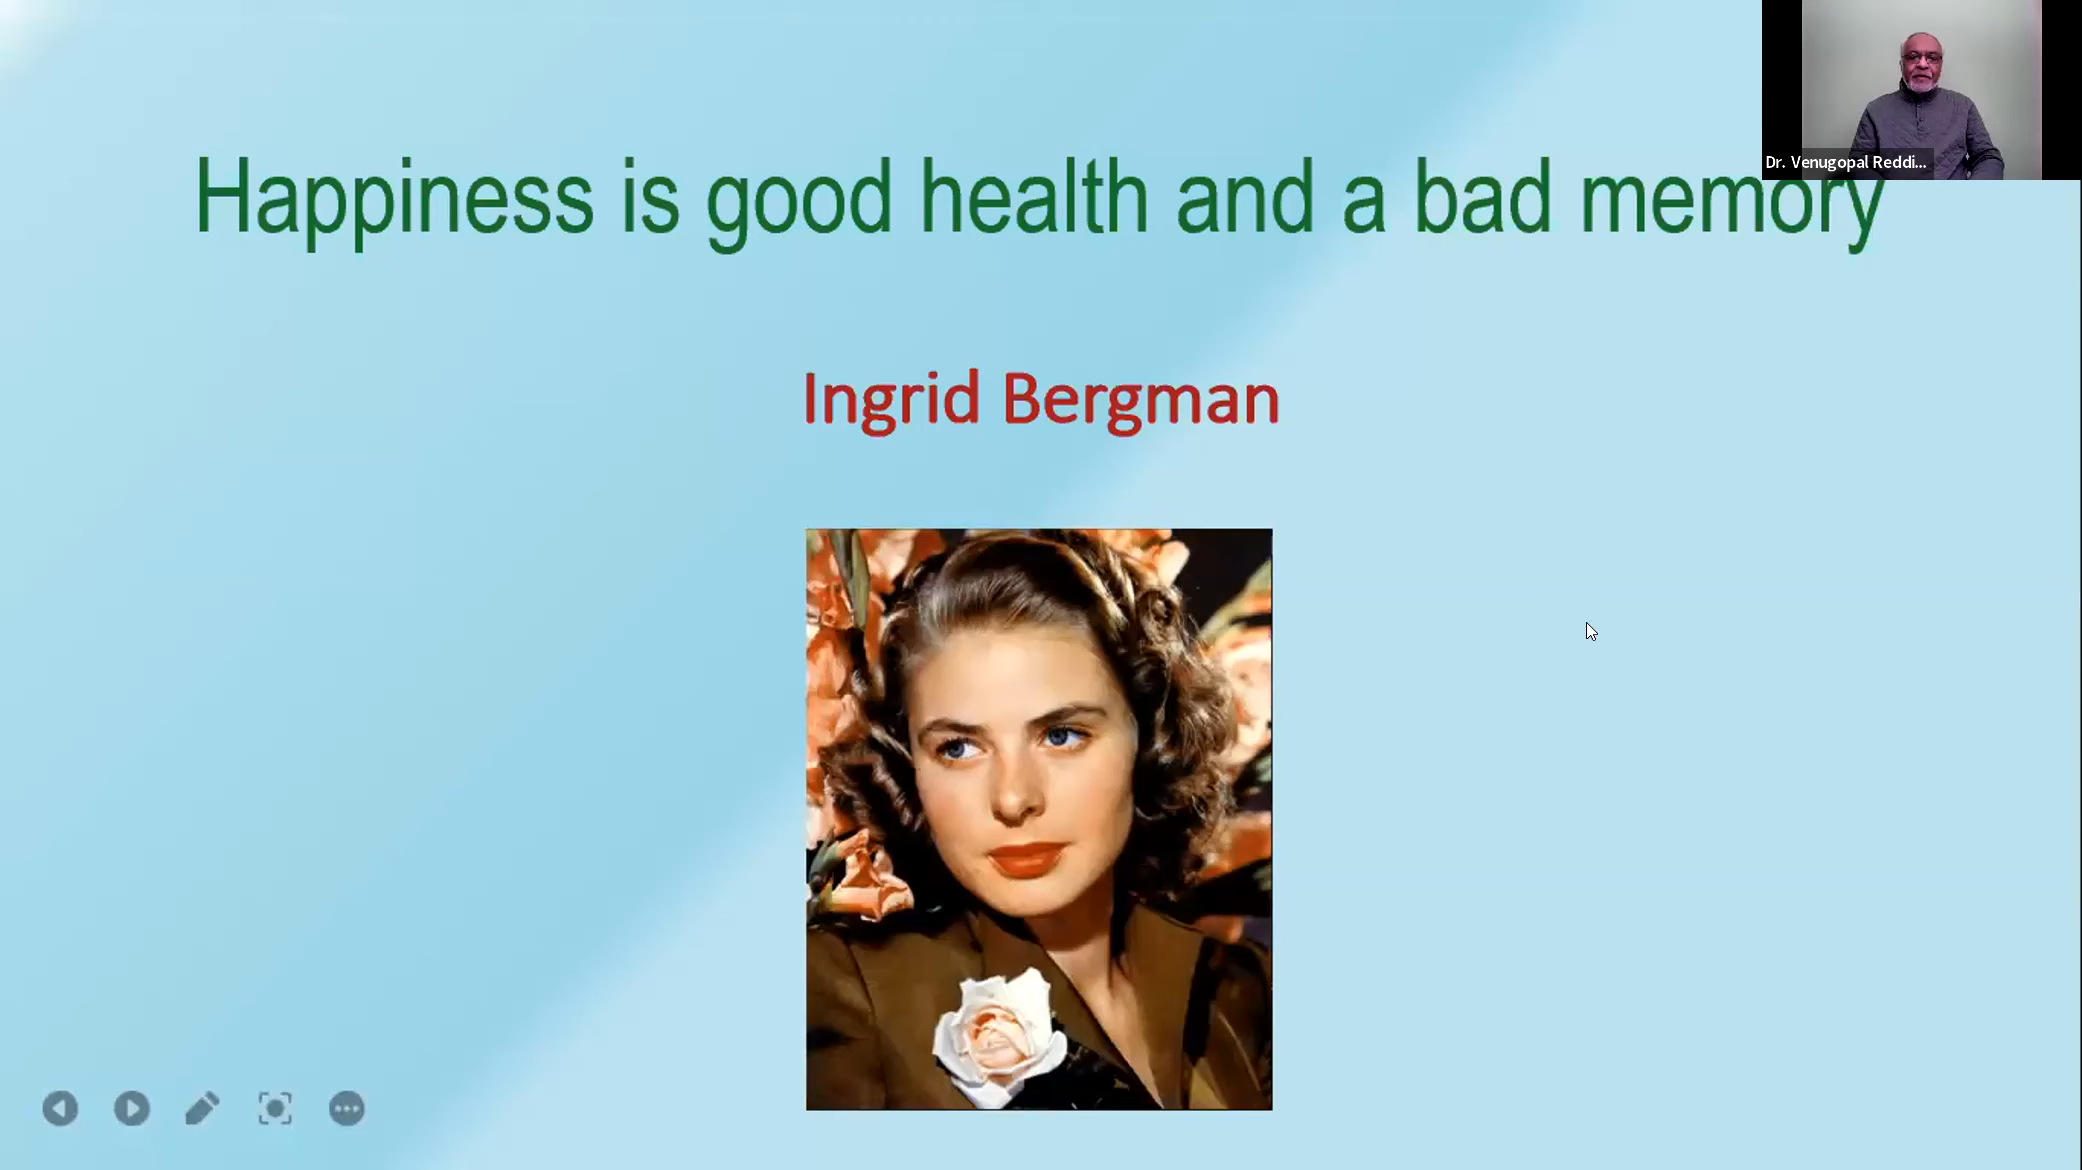 Happiness is good health and a bad memory
Dr. Venugopal Reddi...
Ingrid Bergman